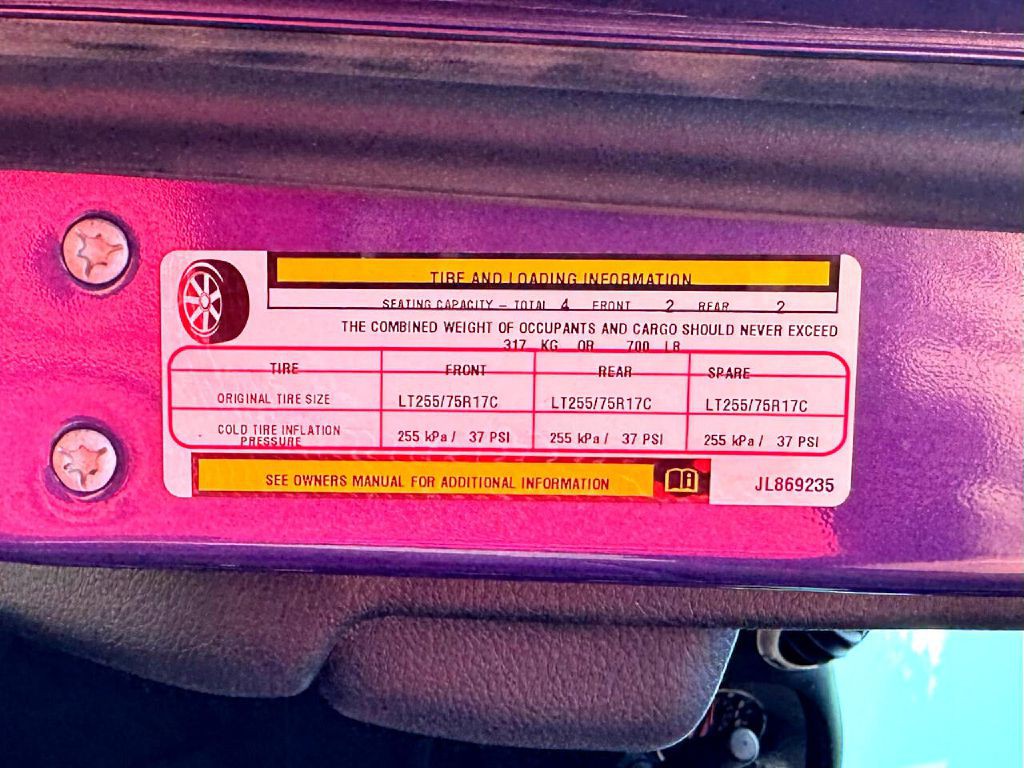 TIRE AND LOADING INFORMATION
SEATING CAPACITY – TOTAL 4 FRONT 2 REAR 2
THE COMBINED WEIGHT OF OCCUPANTS AND CARGO SHOULD NEVER EXCEED
317 KG OR 700 LB
TIRE FRONT REAR SPARE
ORIGINAL TIRE SIZE LT255/75R17C LT255/75R17C LT255/75R17C
COLD TIRE INFLATION
PRESSURE 255 kPa / 37 PSI 255 kPa / 37 PSI 255 kPa / 37 PSI
SEE OWNERS MANUAL FOR ADDITIONAL INFORMATION
JL869235